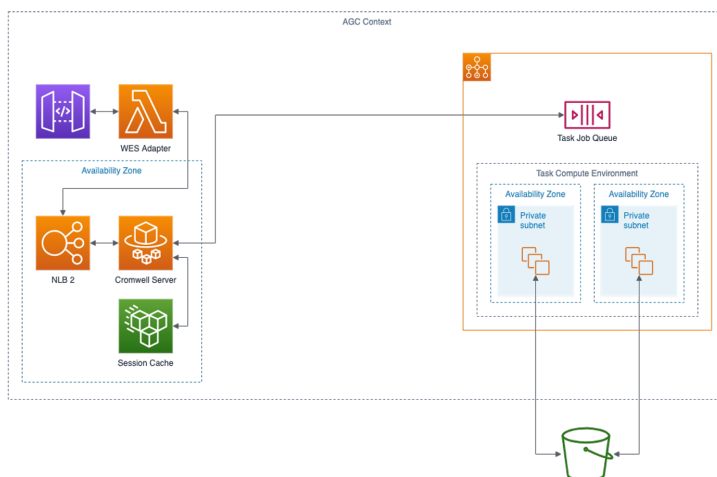 AGC Context
WES Adapter
Task Job Queue
Availability Zone
Task Compute Environment
Availability Zone
Availability Zone
Private
subnet
Private
subnet
NLB 2
Cromwell Server
Session Cache